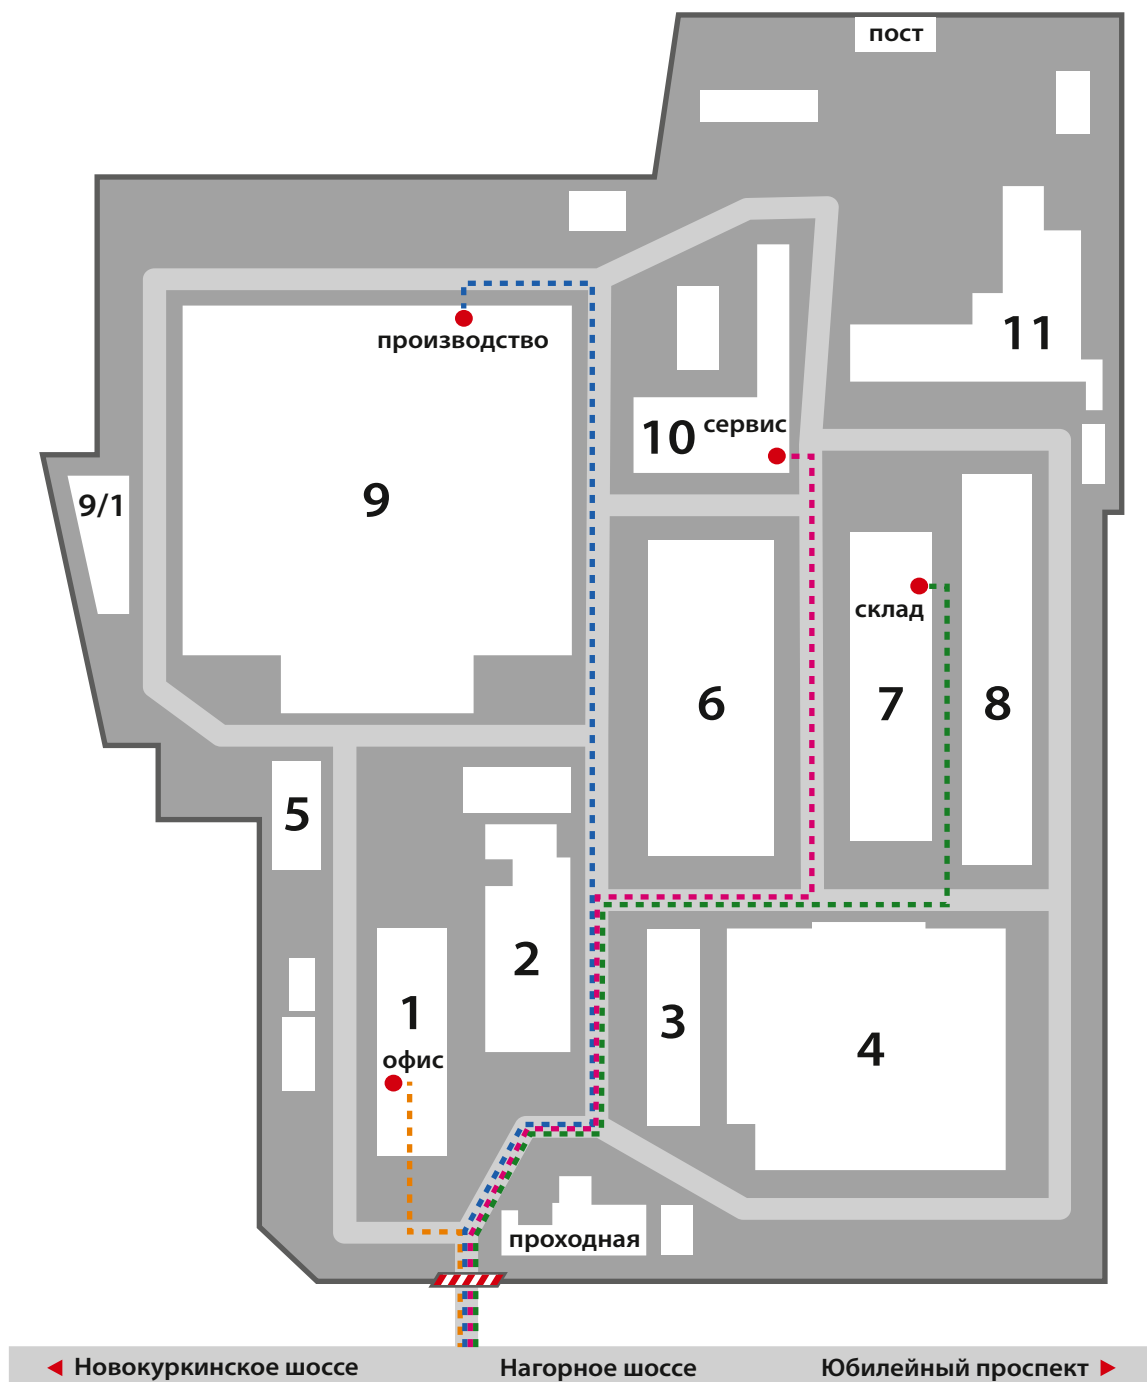 пост
производство
11
10 сервис
9
9/1
склад
6
7
8
5
2
1
3
4
офис
проходная
Новокуркинское шоссе
Нагорное шоссе
Юбилейный проспект